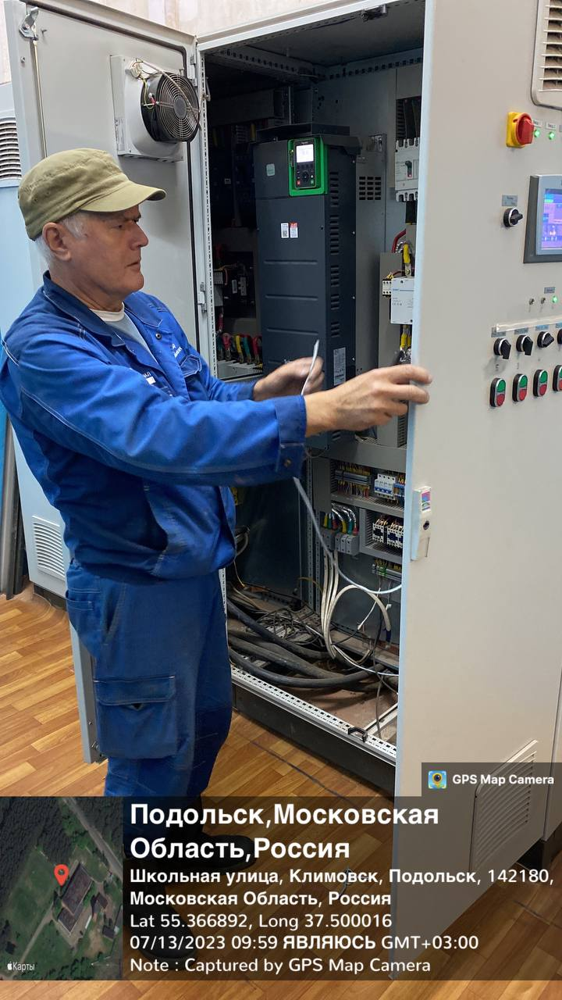 GPS Map Camera
Подольск,Московская
Область,Россия
Школьная улица, Климовск, Подольск, 142180,
Московская Область, Россия
Lat 55.366892, Long 37.500016
07/13/2023 09:59 ЯВЛЯЮСЬ GMT+03:00
Note : Captured by GPS Map Camera
Карты